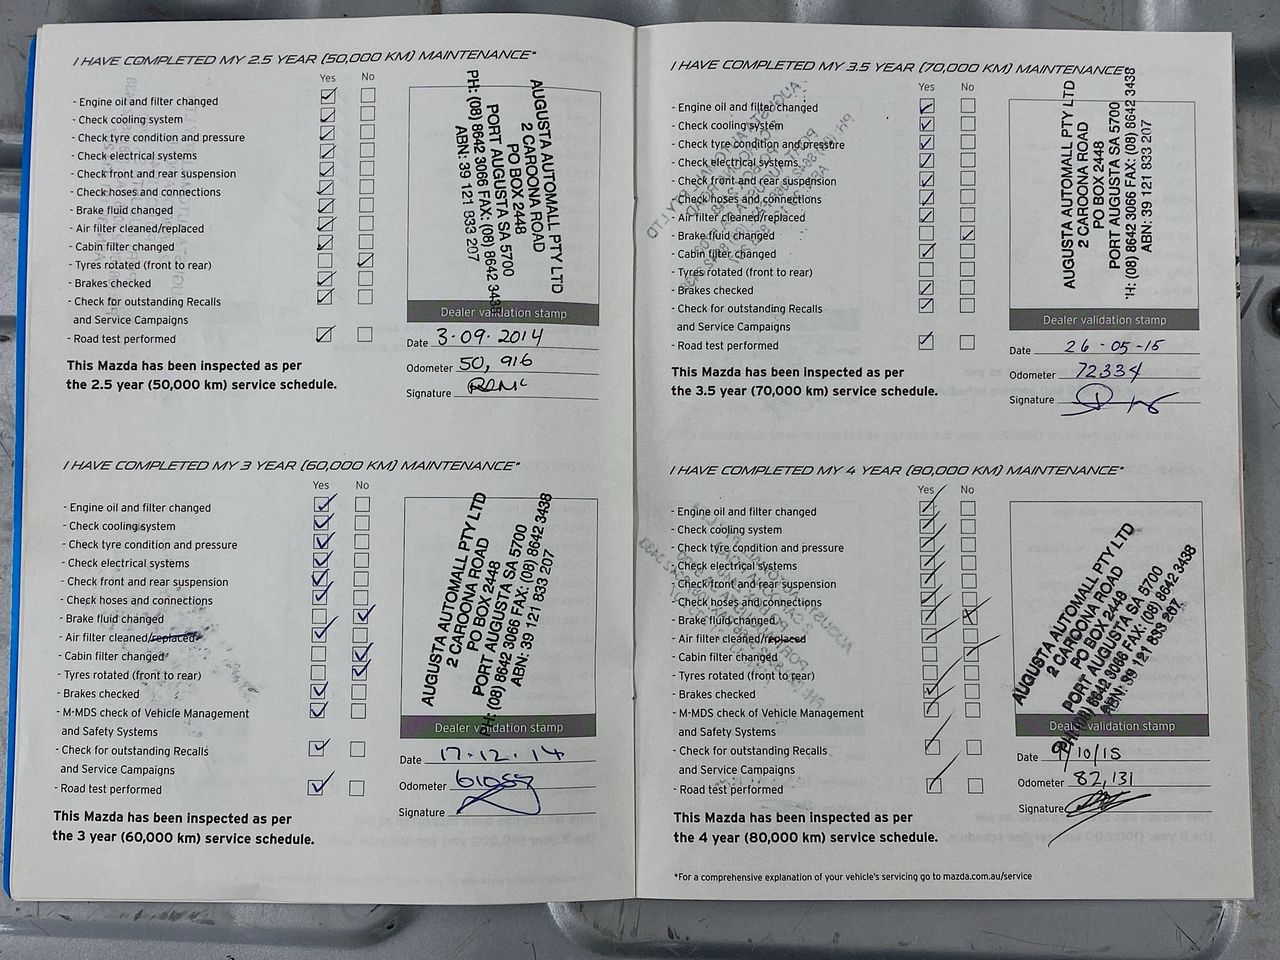 I HAVE COMPLETED MY 2.5 YEAR (50,000 KM) MAINTENANCE*
Yes No
- Engine oil and filter changed
- Check cooling system
- Check tyre condition and pressure
- Check electrical systems
- Check front and rear suspension
- Check hoses and connections
- Brake fluid changed
- Air filter cleaned/replaced
- Cabin filter changed
- Tyres rotated (front to rear)
- Brakes checked
- Check for outstanding Recalls
and Service Campaigns
- Road test performed
This Mazda has been inspected as per
the 2.5 year (50,000 km) service schedule.
AUGUSTA AUTOMALL PTY LTD
2 CAROONA ROAD
PO BOX 2448
PORT AUGUSTA SA 5700
PH: (08) 8642 3066 FAX: (08) 8642 3438
ABN: 39 121 833 207
Dealer validation stamp
Date 3-09-2014
Odometer 50,916
Signature
I HAVE COMPLETED MY 3 YEAR (60,000 KM) MAINTENANCE*
Yes No
- Engine oil and filter changed
- Check cooling system
- Check tyre condition and pressure
- Check electrical systems
- Check front and rear suspension
- Check hoses and connections
- Brake fluid changed
- Air filter cleaned/replaced
- Cabin filter changed
- Tyres rotated (front to rear)
- Brakes checked
- M-MDS check of Vehicle Management
and Safety Systems
- Check for outstanding Recalls
and Service Campaigns
- Road test performed
This Mazda has been inspected as per
the 3 year (60,000 km) service schedule.
AUGUSTA AUTOMALL PTY LTD
2 CAROONA ROAD
PO BOX 2448
PORT AUGUSTA SA 5700
PH: (08) 8642 3066 FAX: (08) 8642 3438
ABN: 39 121 833 207
Dealer validation stamp
Date 17.12.14
Odometer
Signature
I HAVE COMPLETED MY 3.5 YEAR (70,000 KM) MAINTENANCE*
Yes No
- Engine oil and filter changed
- Check cooling system
- Check tyre condition and pressure
- Check electrical systems
- Check front and rear suspension
- Check hoses and connections
- Air filter cleaned/replaced
- Brake fluid changed
- Cabin filter changed
- Tyres rotated (front to rear)
- Brakes checked
- Check for outstanding Recalls
and Service Campaigns
- Road test performed
This Mazda has been inspected as per
the 3.5 year (70,000 km) service schedule.
AUGUSTA AUTOMALL PTY LTD
2 CAROONA ROAD
PO BOX 2448
PORT AUGUSTA SA 5700
'H: (08) 8642 3066 FAX: (08) 8642 3438
ABN: 39 121 833 207
Dealer validation stamp
Date 26-05-15
Odometer 72334
Signature
I HAVE COMPLETED MY 4 YEAR (80,000 KM) MAINTENANCE*
Yes No
- Engine oil and filter changed
- Check cooling system
- Check tyre condition and pressure
- Check electrical systems
- Check front and rear suspension
- Check hoses and connections
- Brake fluid changed
- Air filter cleaned/replaced
- Cabin filter changed
- Tyres rotated (front to rear)
- Brakes checked
- M-MDS check of Vehicle Management
and Safety Systems
- Check for outstanding Recalls
and Service Campaigns
- Road test performed
This Mazda has been inspected as per
the 4 year (80,000 km) service schedule.
AUGUSTA AUTOMALL PTY LTD
2 CAROONA ROAD
PO BOX 2448
PORT AUGUSTA SA 5700
PH: (08) 8642 3066 FAX: (08) 8642 3438
ABN: 39 121 833 207
Dealer validation stamp
Date 9/10/15
Odometer 82,131
Signature
*For a comprehensive explanation of your vehicle's servicing go to mazda.com.au/service